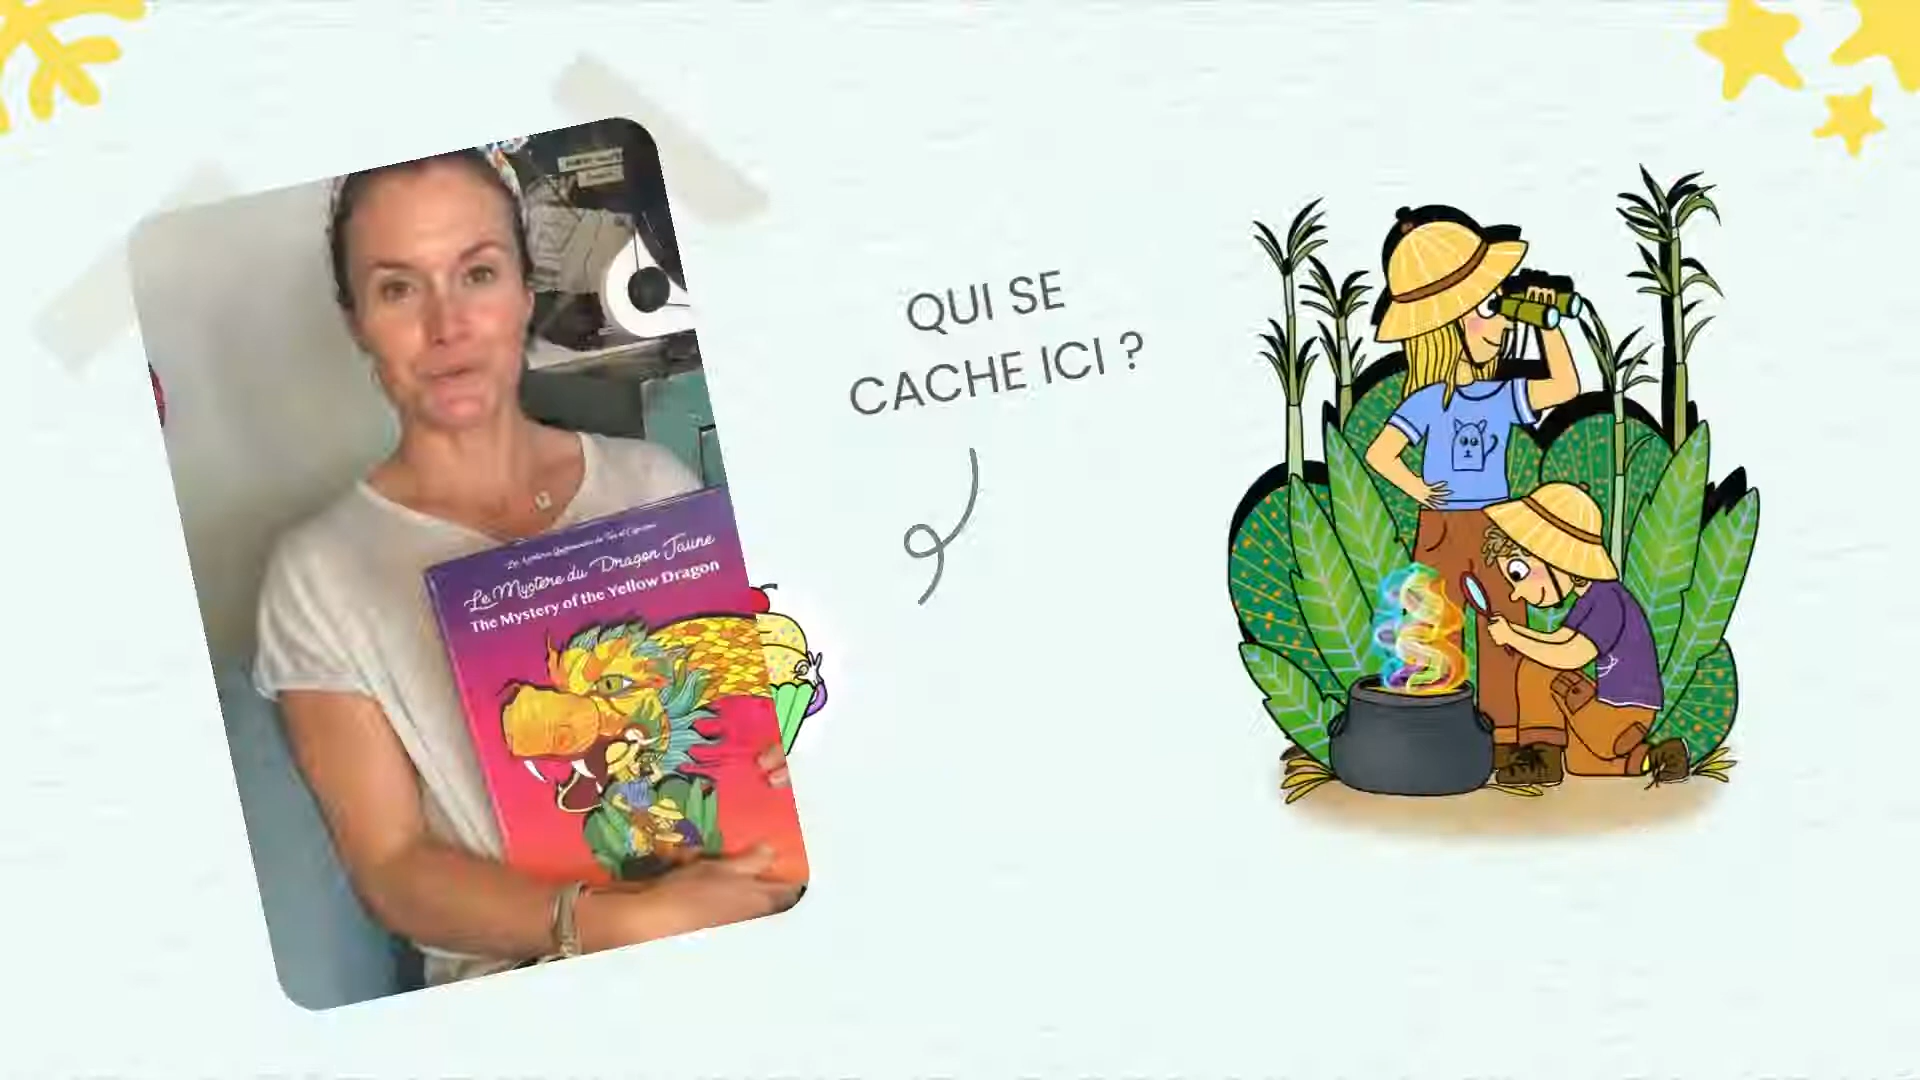 QUI SE
CACHE ICI ?
Le Mystère du Dragon Jaune
The Mystery of the Yellow Dragon